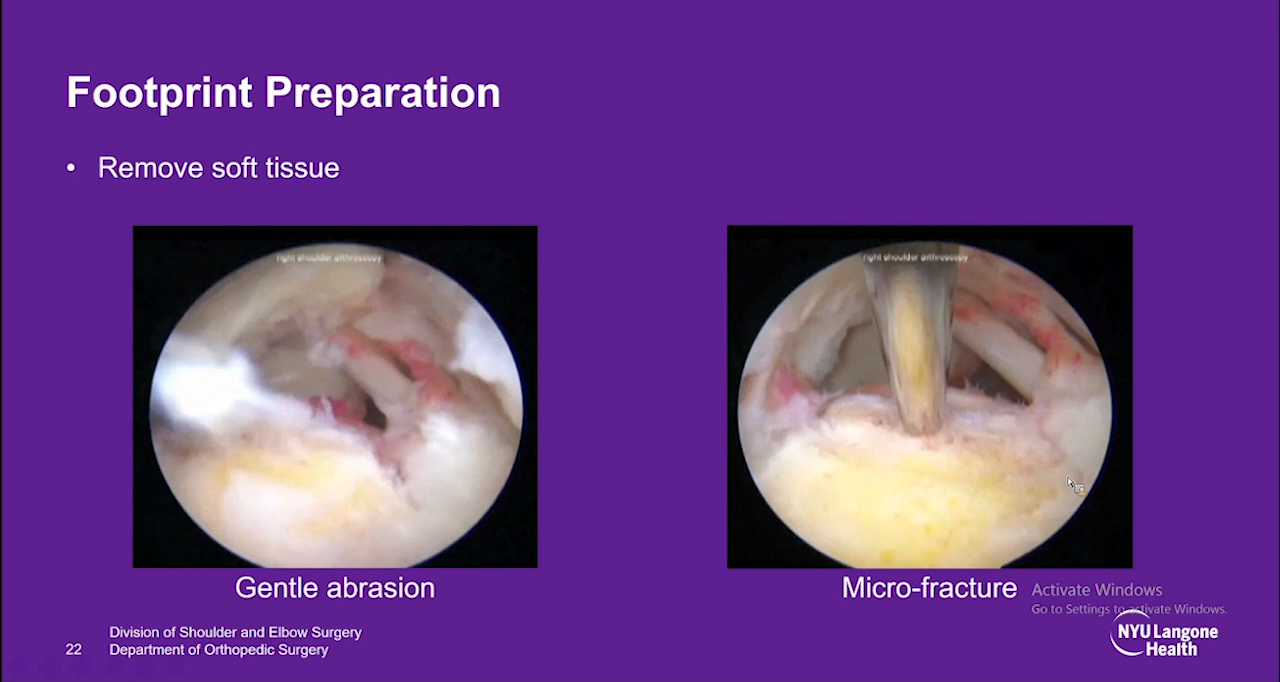 Footprint Preparation
• Remove soft tissue
right shoulder arthroscopy
right shoulder arthroscopy
Gentle abrasion
Micro-fracture
Activate Windows
Go to Settings to activate Windows.
22
Division of Shoulder and Elbow Surgery
Department of Orthopedic Surgery
NYU Langone
Health